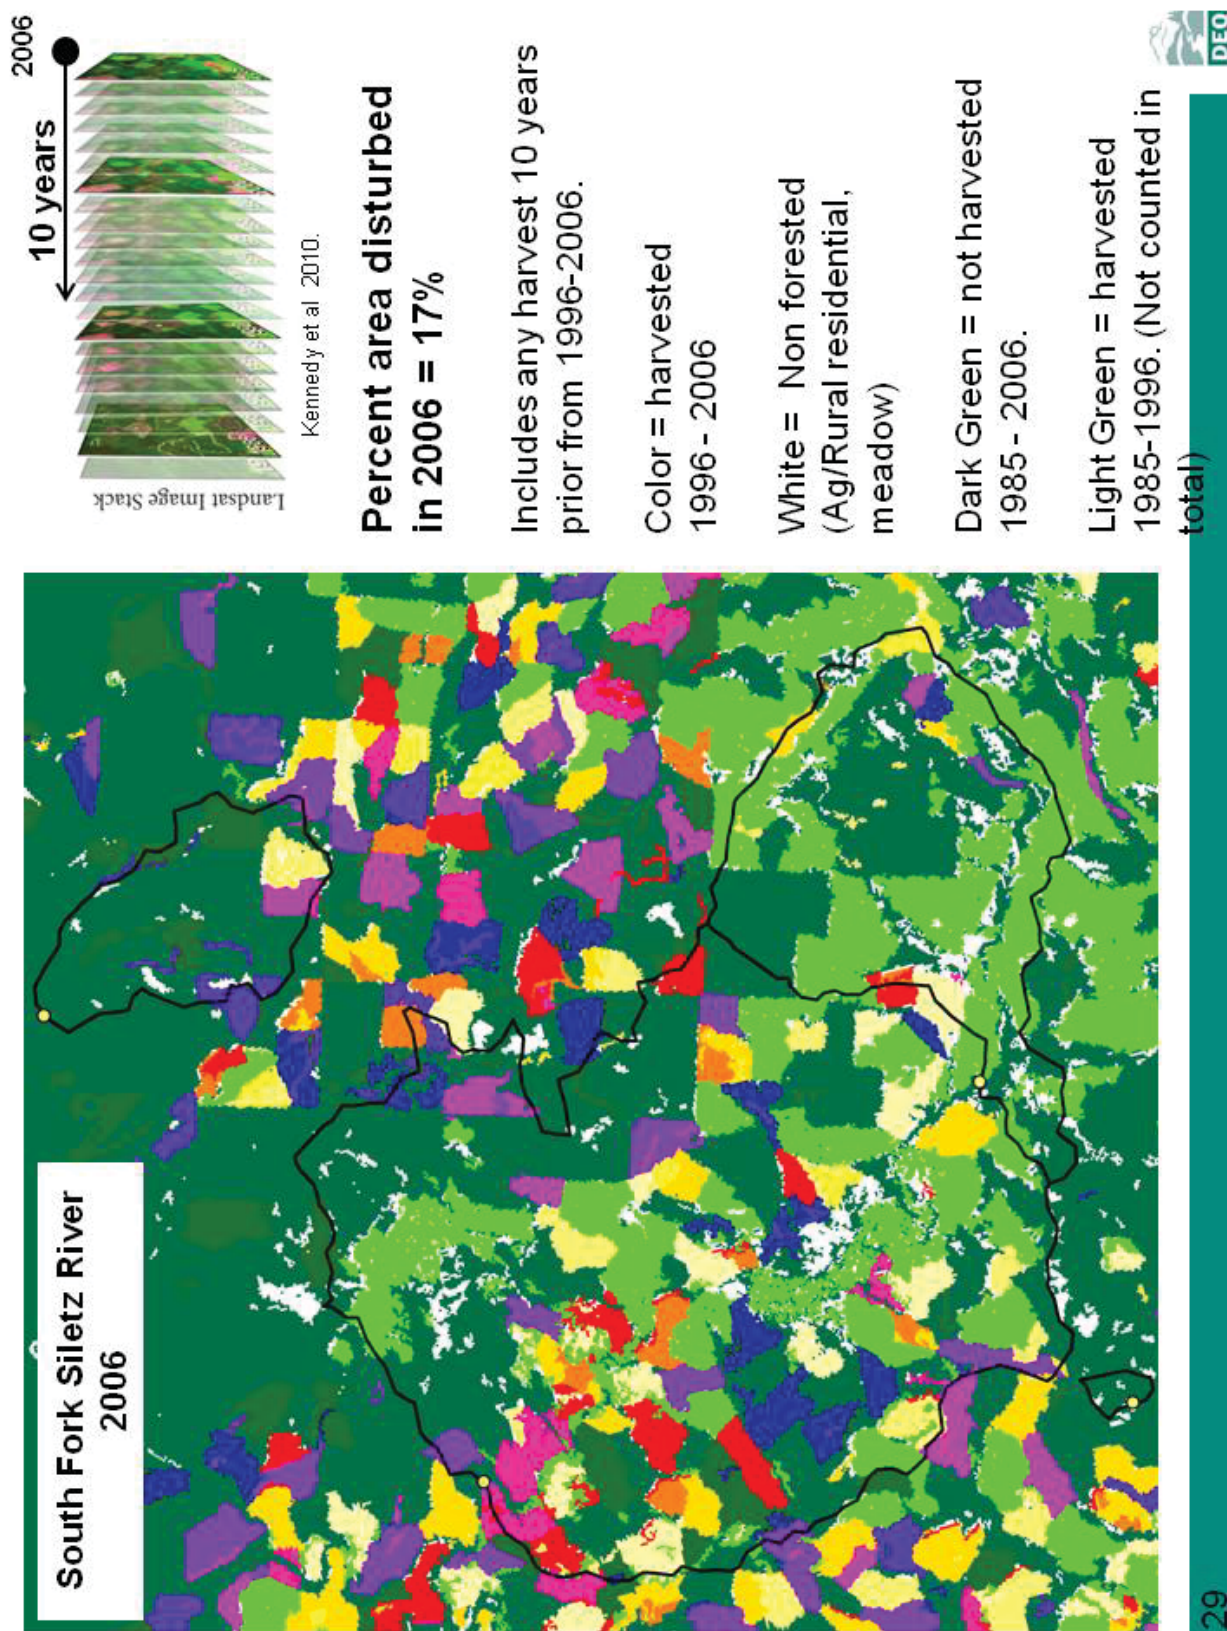 South Fork Siletz River
2006
10 years
2006
Landsat Image Stack
Kennedy et al 2010.
Percent area disturbed
in 2006 = 17%
Includes any harvest 10 years
prior from 1996-2006.
Color = harvested
1996 - 2006
White = Non forested
(Ag/Rural residential,
meadow)
Dark Green = not harvested
1985 - 2006.
Light Green = harvested
1985-1996. (Not counted in
total)
29
DEQ